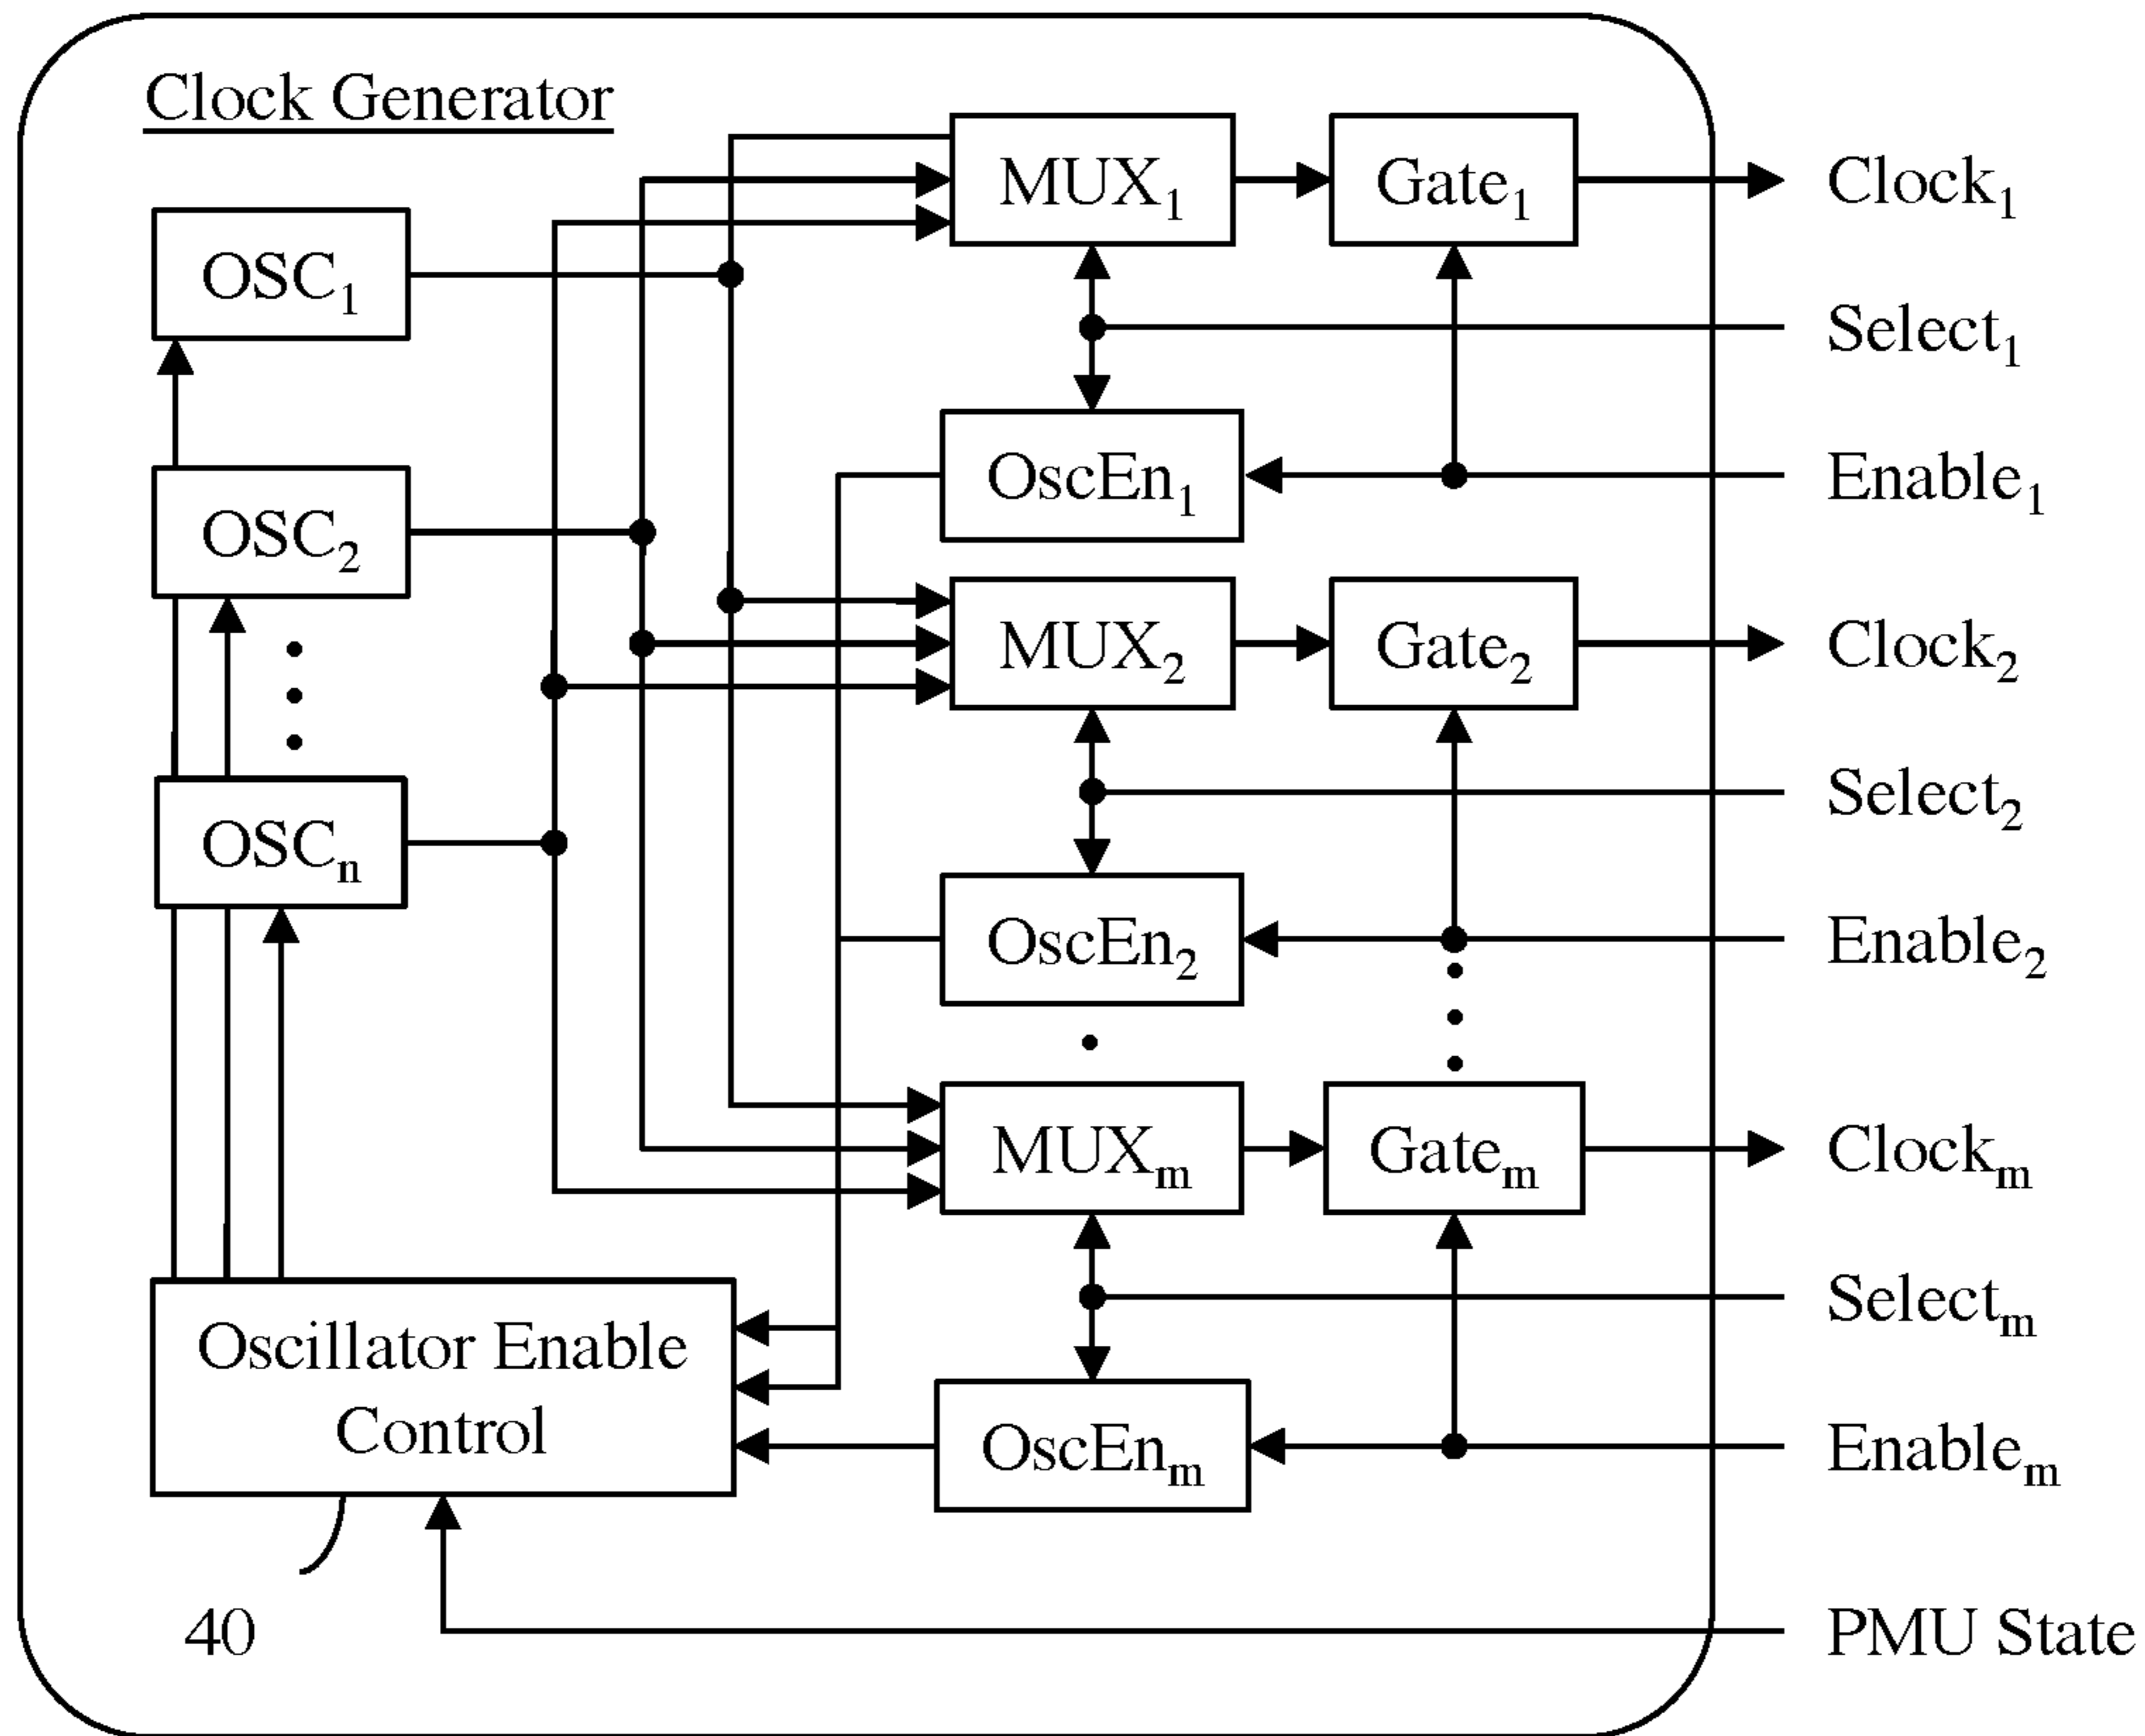 Clock Generator
MUX1
Gate1
Clock1
OSC1
Select1
OscEn1
Enable1
OSC2
MUX2
Gate2
Clock2
Select2
OSCn
OscEn2
Enable2
MUXm
Gatem
Clockm
Selectm
Oscillator Enable
Control
OscEnm
Enablem
40
PMU State